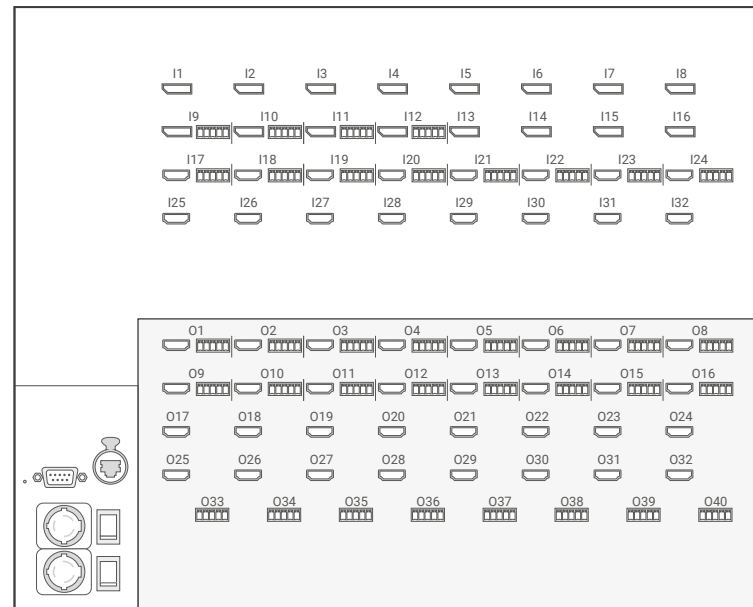 I1 I2 I3 I4 I5 I6 I7 I8
I9 I10 I11 I12 I13 I14 I15 I16
I17 I18 I19 I20 I21 I22 I23 I24
I25 I26 I27 I28 I29 I30 I31 I32
O1 O2 O3 O4 O5 O6 O7 O8
O9 O10 O11 O12 O13 O14 O15 O16
O17 O18 O19 O20 O21 O22 O23 O24
O25 O26 O27 O28 O29 O30 O31 O32
O33 O34 O35 O36 O37 O38 O39 O40